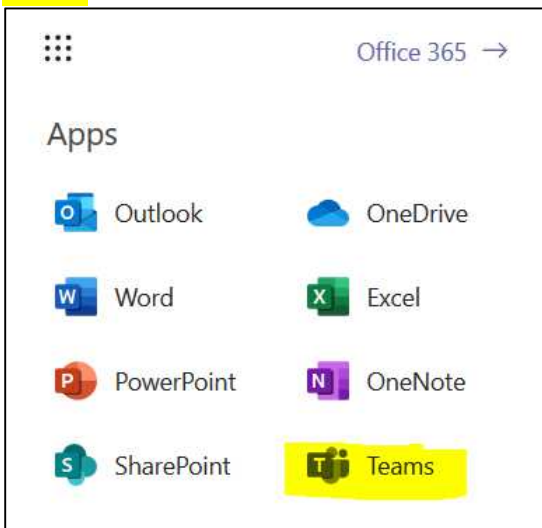 Office 365 →
Apps
Outlook OneDrive
Word Excel
PowerPoint OneNote
SharePoint Teams